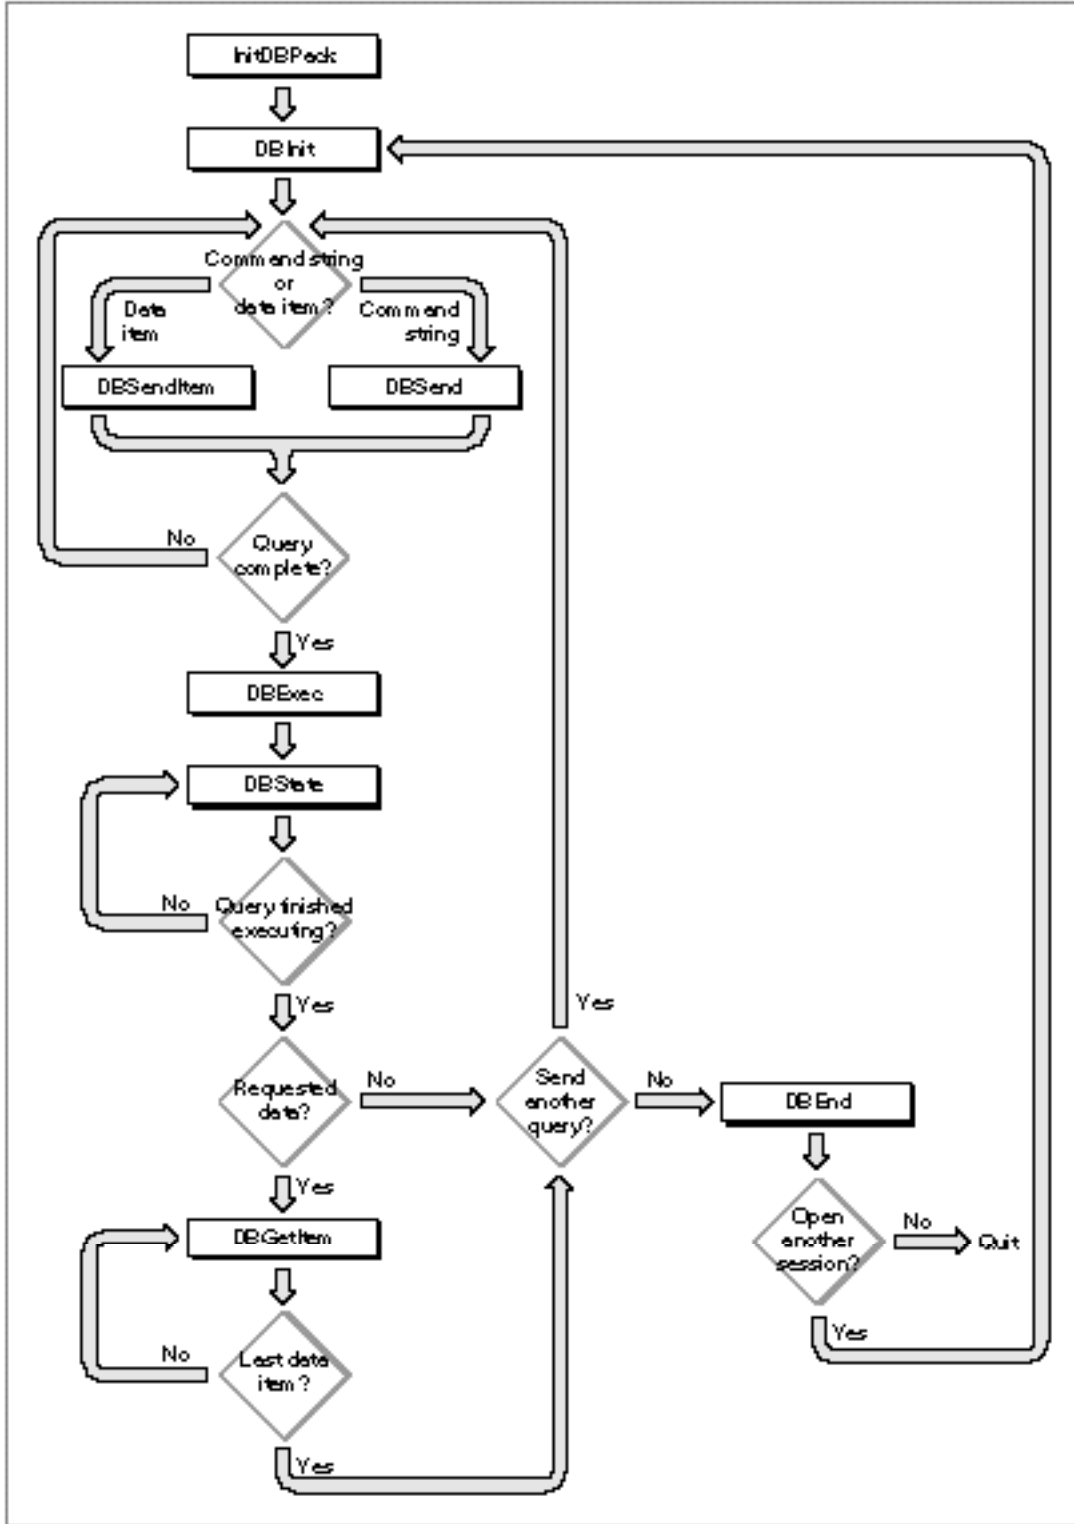 InitDBPack
DBInit
Command string
or
data item?
Data
item
Command
string
DBSendItem
DBSend
No
Query
complete?
Yes
DBExec
DBState
No
Query finished
executing?
Yes
Yes
Requested
data?
No
Send
another
query?
No
DBEnd
Yes
DBGetItem
Open
another
session?
No
Quit
No
Last data
item?
Yes
Yes